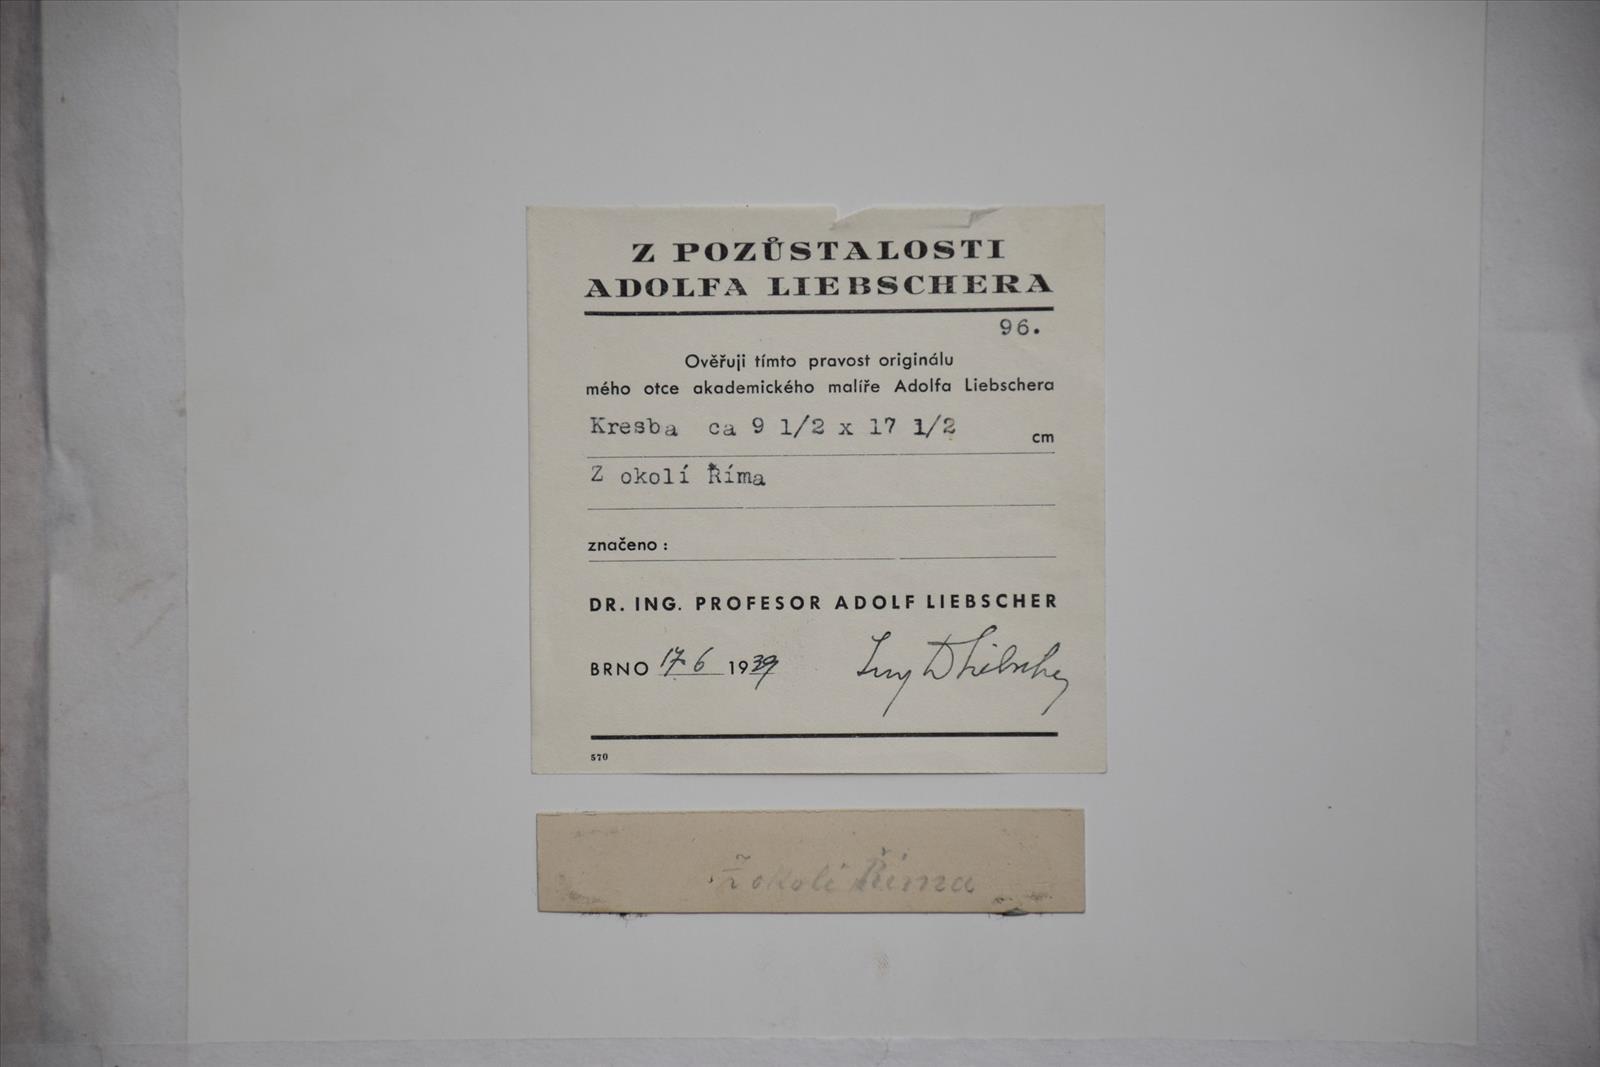 Z POZŮSTALOSTI
ADOLFA LIEBSCHERA
96.
Ověřuji tímto pravost originálu
mého otce akademického malíře Adolfa Liebschera
Kresba ca 9 1/2 x 17 1/2 cm
Z okolí Říma
značeno :
DR. ING. PROFESOR ADOLF LIEBSCHER
BRNO 17.6 1939
570
Z okolí Říma